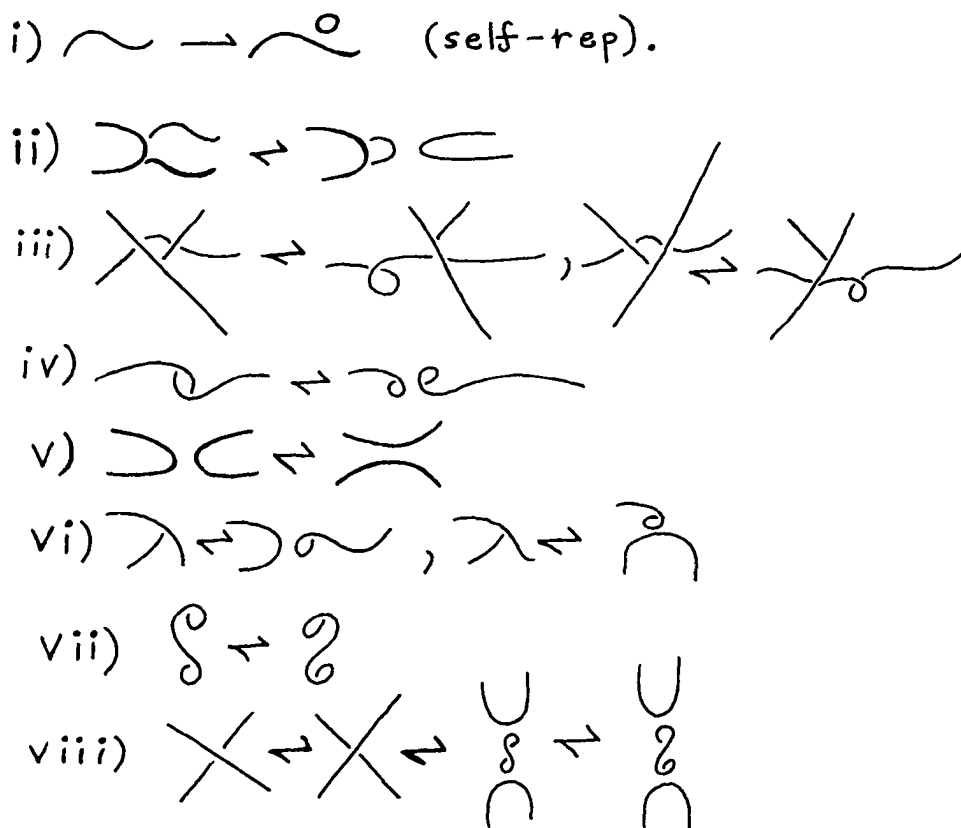 i) (self-rep).
ii)
iii) ,
iv)
v)
vi) ,
vii)
viii)